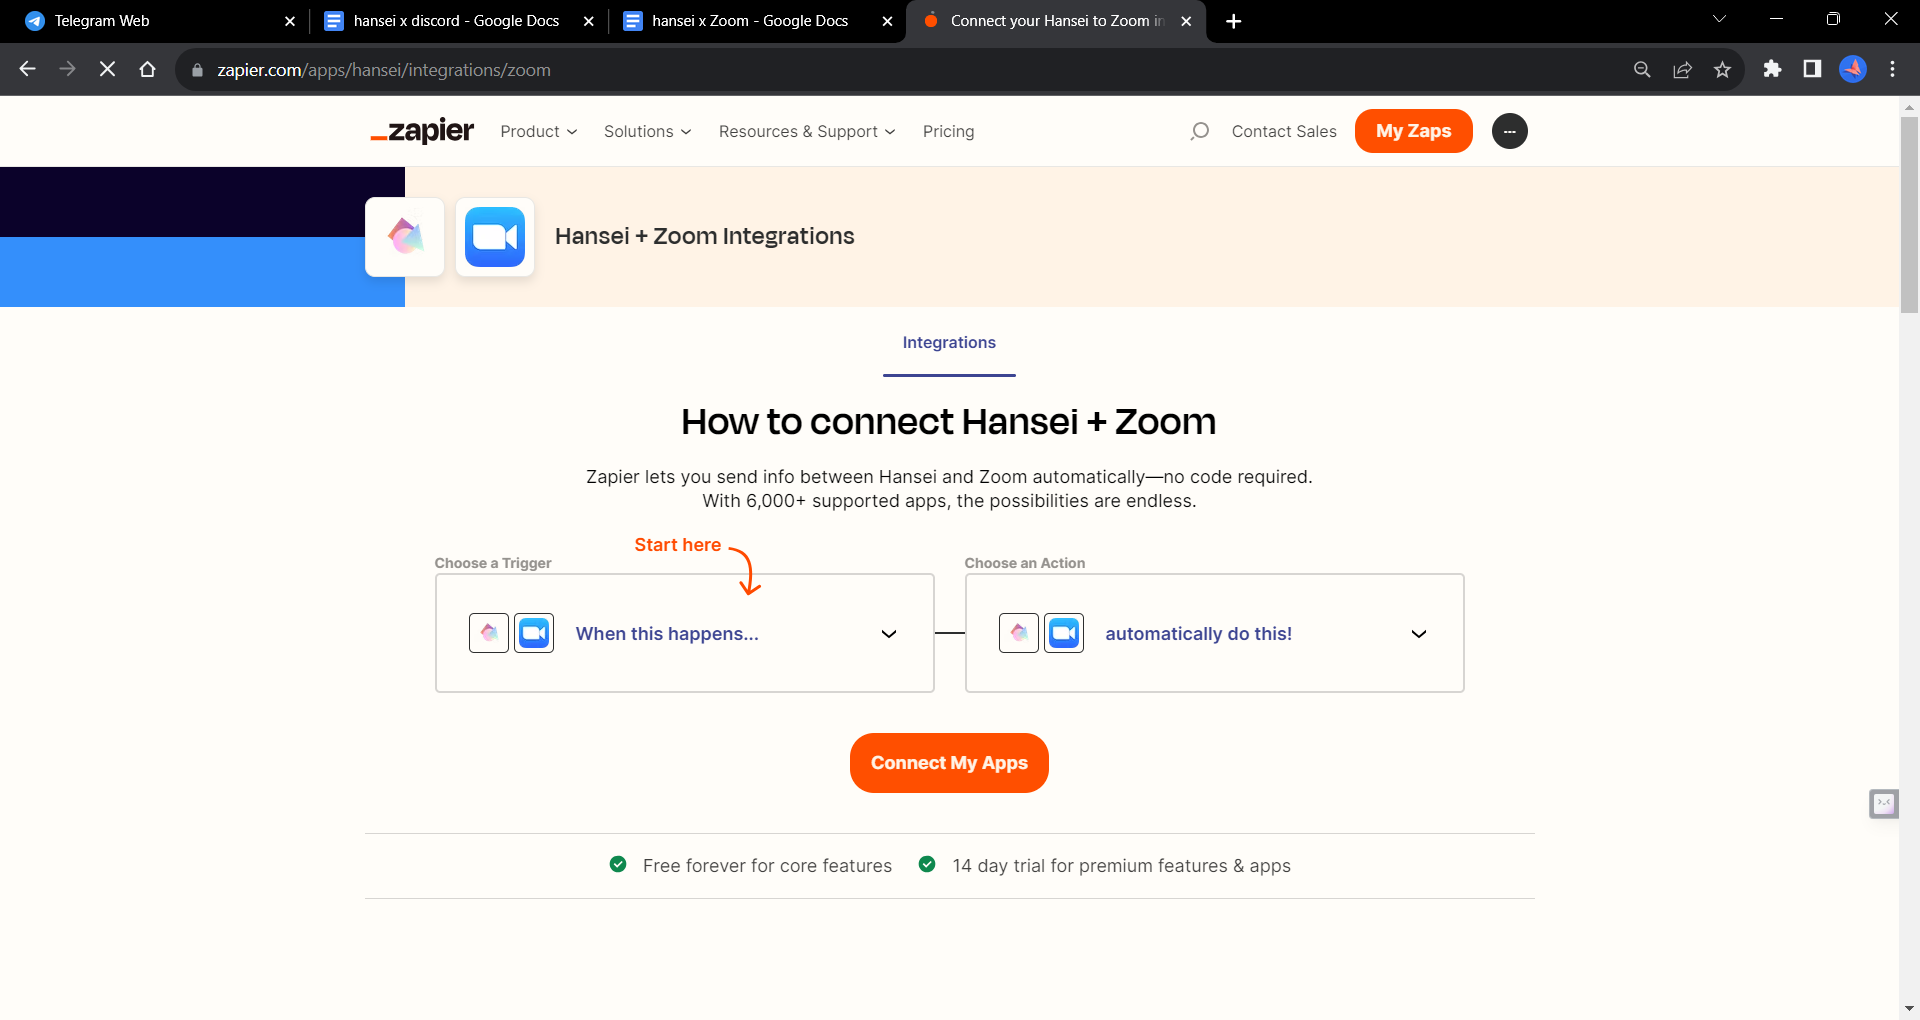 Telegram Web
hansei x discord - Google Docs
hansei x Zoom - Google Docs
Connect your Hansei to Zoom in
zapier.com/apps/hansei/integrations/zoom
zapier
Product
Solutions
Resources & Support
Pricing
Contact Sales
My Zaps
Hansei + Zoom Integrations
Integrations
How to connect Hansei + Zoom
Zapier lets you send info between Hansei and Zoom automatically—no code required.
With 6,000+ supported apps, the possibilities are endless.
Start here
Choose a Trigger
When this happens...
Choose an Action
automatically do this!
Connect My Apps
Free forever for core features
14 day trial for premium features & apps